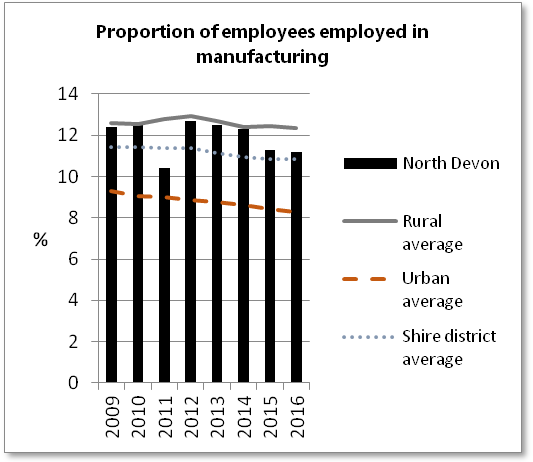 Proportion of employees employed in
manufacturing
14
12
10
8
6
4
2
0
%
2009
2010
2011
2012
2013
2014
2015
2016
North Devon
Rural
average
Urban
average
Shire district
average